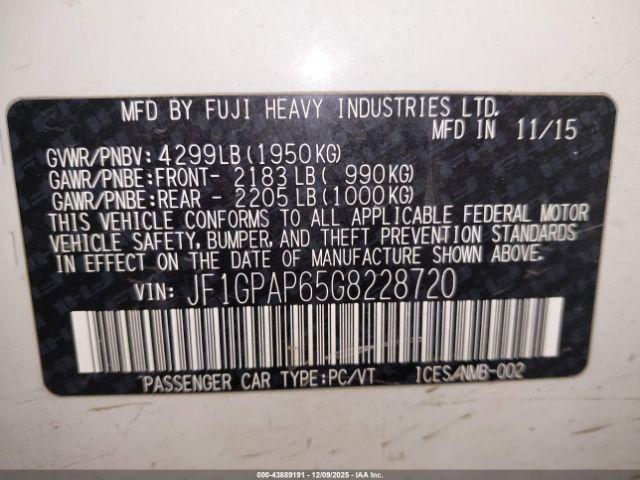 MFD BY FUJI HEAVY INDUSTRIES LTD.
MFD IN 11/15
GVWR/PNBV: 4299LB(1950KG)
GAWR/PNBE:FRONT- 2183LB( 990KG)
GAWR/PNBE:REAR - 2205LB(1000KG)
THIS VEHICLE CONFORMS TO ALL APPLICABLE FEDERAL MOTOR
VEHICLE SAFETY, BUMPER, AND THEFT PREVENTION STANDARDS
IN EFFECT ON THE DATE OF MANUFACTURE SHOWN ABOVE.
VIN: JF1GPAP65G8228720
PASSENGER CAR TYPE:PC/VT ICES/NMB-002
000-43889191 - 12/09/2025 - IAA Inc.